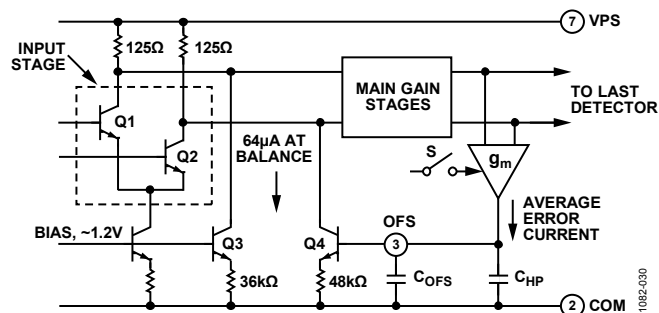 7 VPS
125Ω 125Ω
INPUT
STAGE
Q1
Q2
MAIN GAIN
STAGES
TO LAST
DETECTOR
64µA AT
BALANCE
S
gm
AVERAGE
ERROR
CURRENT
BIAS, ~1.2V
Q3
Q4
OFS
3
36kΩ
48kΩ
COFS
CHP
2 COM
1082-030